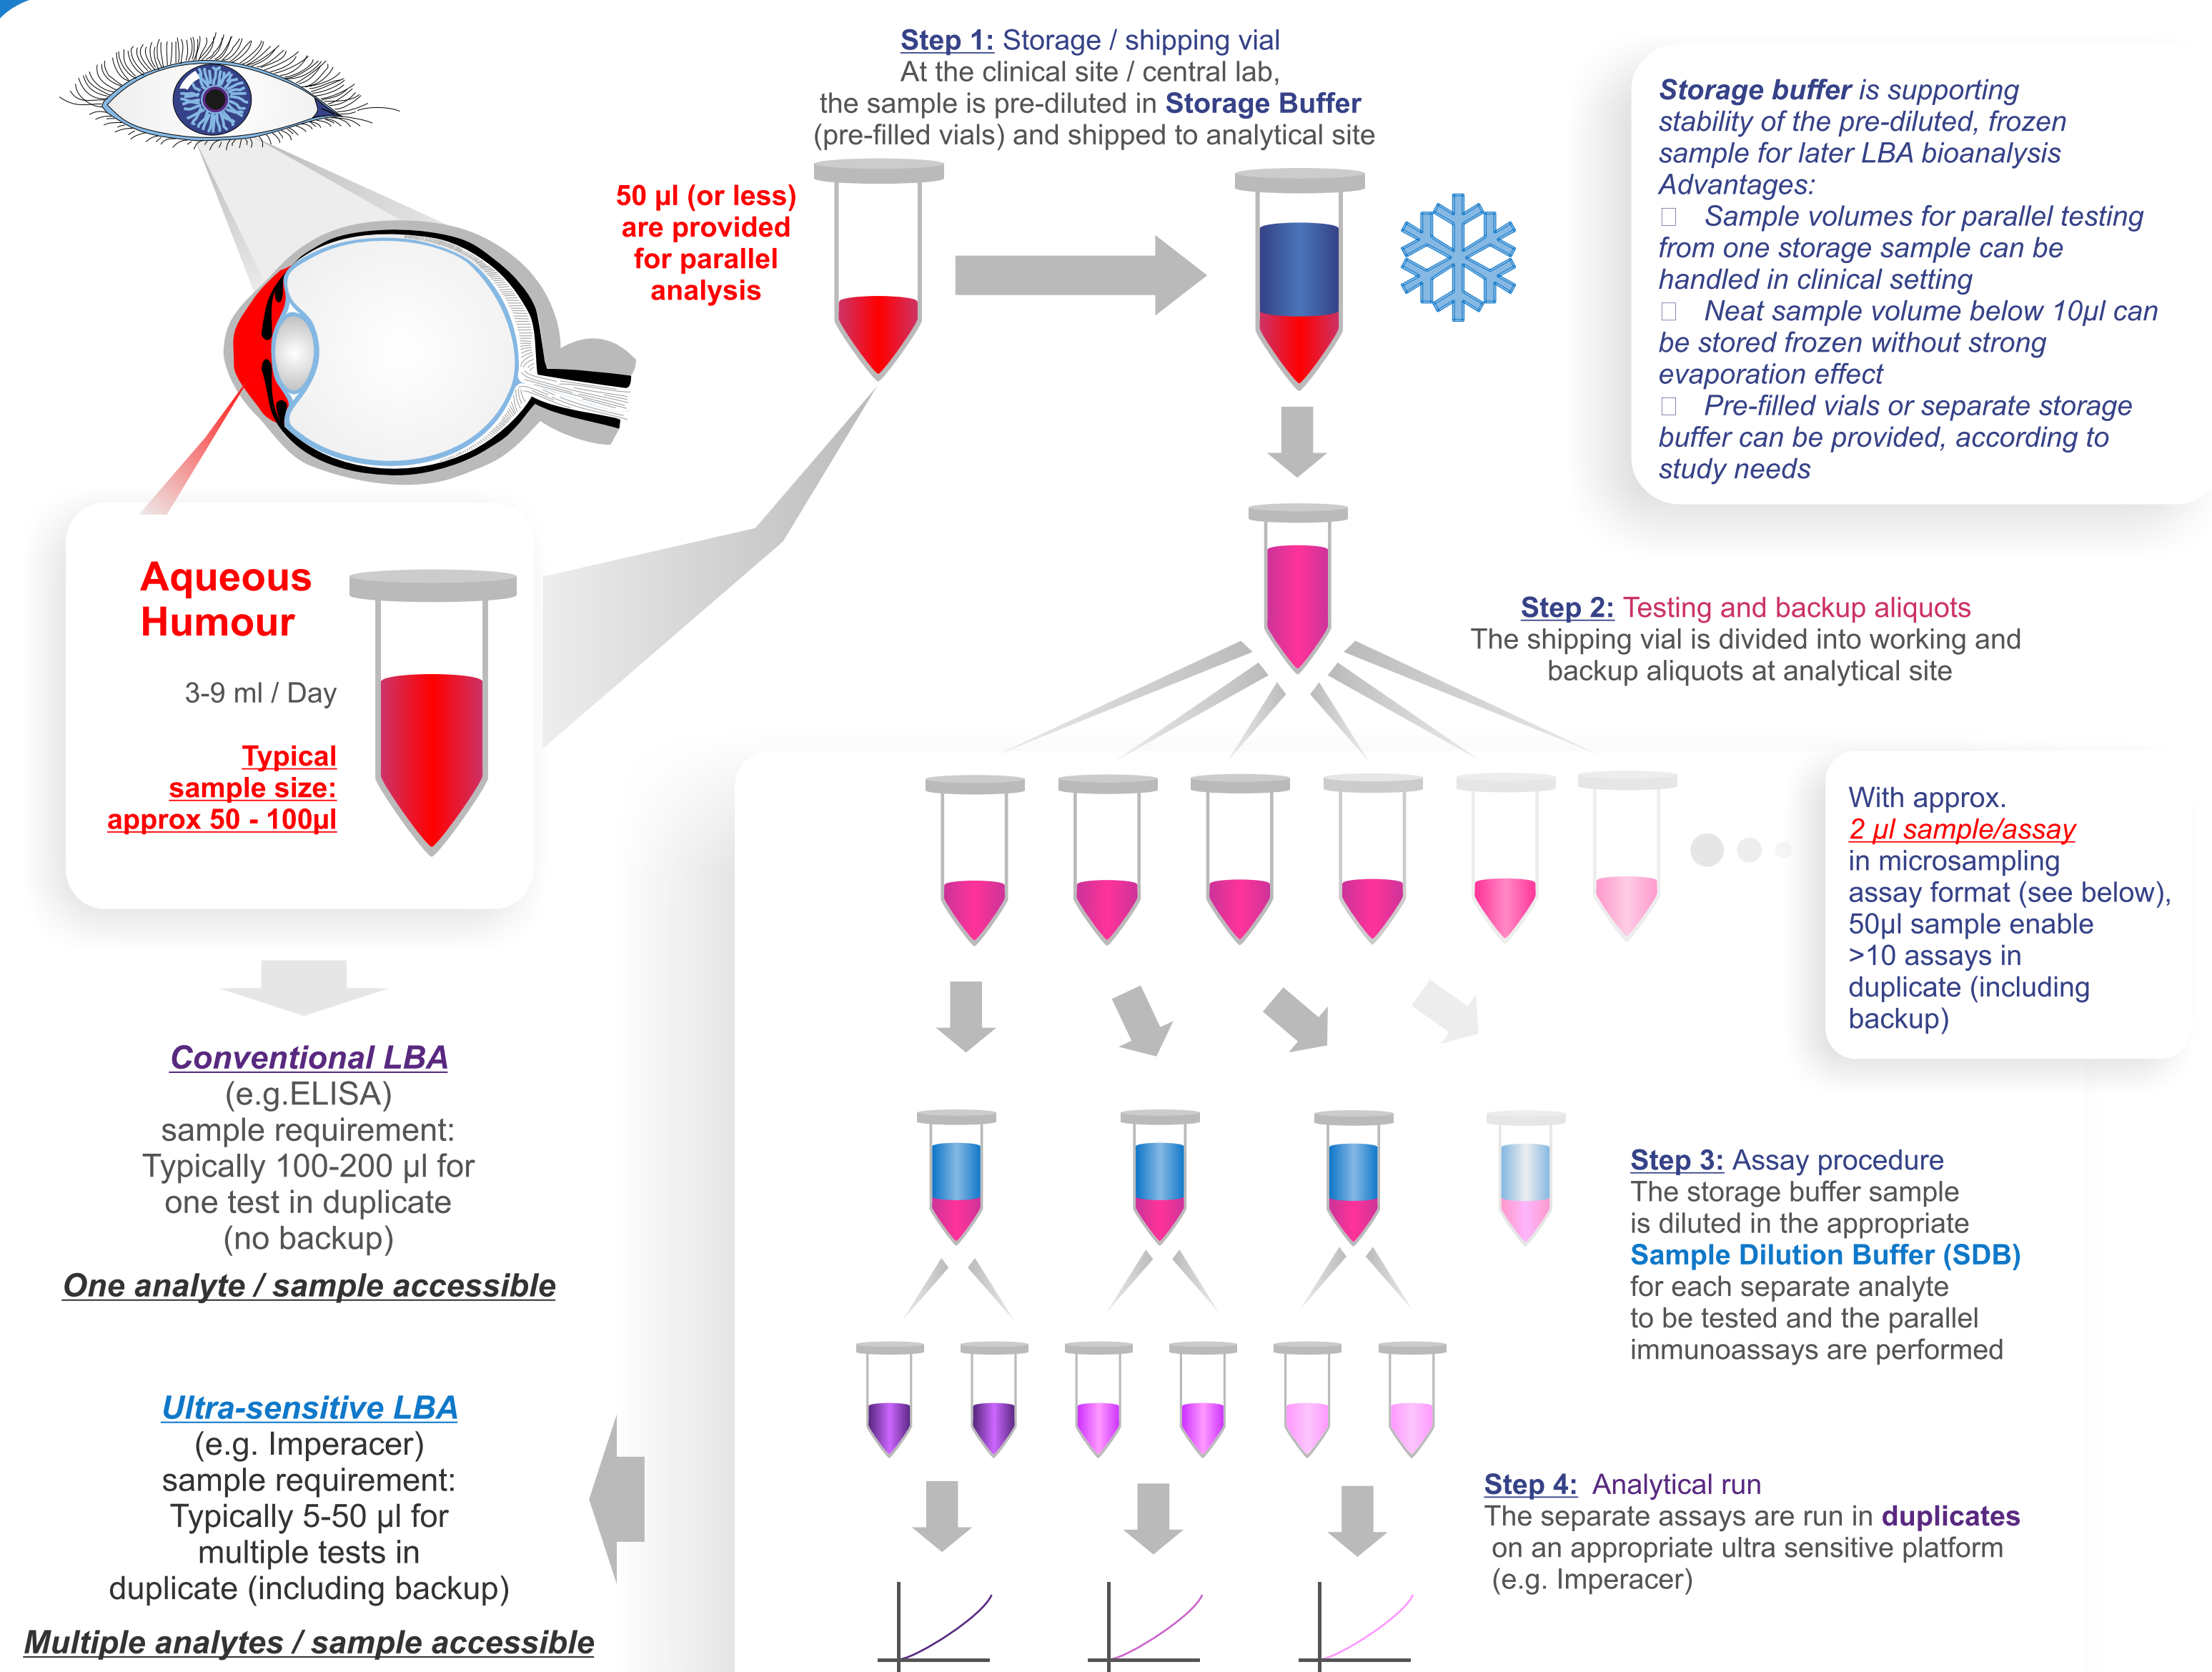 Step 1: Storage / shipping vial
At the clinical site / central lab,
the sample is pre-diluted in Storage Buffer
(pre-filled vials) and shipped to analytical site
50 µl (or less)
are provided
for parallel
analysis
Storage buffer is supporting
stability of the pre-diluted, frozen
sample for later LBA bioanalysis
Advantages:
Sample volumes for parallel testing
from one storage sample can be
handled in clinical setting
Neat sample volume below 10µl can
be stored frozen without strong
evaporation effect
Pre-filled vials or separate storage
buffer can be provided, according to
study needs
Aqueous
Humour
3-9 ml / Day
Typical
sample size:
approx 50 - 100µl
Step 2: Testing and backup aliquots
The shipping vial is divided into working and
backup aliquots at analytical site
With approx.
2 µl sample/assay
in microsampling
assay format (see below),
50µl sample enable
>10 assays in
duplicate (including
backup)
Conventional LBA
(e.g.ELISA)
sample requirement:
Typically 100-200 µl for
one test in duplicate
(no backup)
One analyte / sample accessible
Step 3: Assay procedure
The storage buffer sample
is diluted in the appropriate
Sample Dilution Buffer (SDB)
for each separate analyte
to be tested and the parallel
immunoassays are performed
Ultra-sensitive LBA
(e.g. Imperacer)
sample requirement:
Typically 5-50 µl for
multiple tests in
duplicate (including backup)
Multiple analytes / sample accessible
Step 4: Analytical run
The separate assays are run in duplicates
on an appropriate ultra sensitive platform
(e.g. Imperacer)